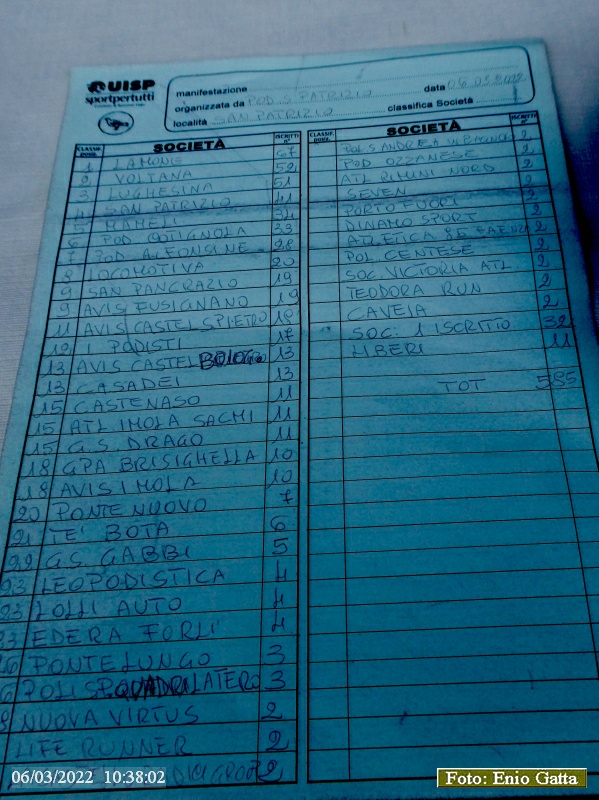 UISP
sportpertutti
manifestazione
data 06.03.2022
organizzata da POD. S. PATRIZIO
classifica Società
località SAN PATRIZIO
CLASSIF. SOCIETÀ ISCRITTI n°
1 LAMONE 67
2 VOLTANA 52
3 LUGHESINA 51
4 SAN PATRIZIO 41
5 MAMELI 34
6 POD COTIGNOLA 33
7 POD ALFONSINE 28
8 LOCOMOTIVA 20
9 SAN PANCRAZIO 19
9 AVIS FUSIGNANO 19
11 AVIS CASTEL S PIETRO 18
12 I PODISTI 17
13 AVIS CASTEL BOLOGN 13
13 CASADEI 13
15 CASTENASO 11
15 ATL IMOLA SACMI 11
15 G.S. DRAGO 11
18 GPA BRISIGHELLA 10
18 AVIS IMOLA 10
20 PONTE NUOVO 7
21 TE' BOTA 6
22 G.S. GABBI 5
23 LEOPODISTICA 4
23 LOLLI AUTO 4
23 EDERA FORLI' 4
26 PONTELUNGO 3
POLISP. QUADRILATERO 3
NUOVA VIRTUS 2
LIFE RUNNER 2
2
CLASSIF. SOCIETÀ ISCRITTI n°
POL S. ANDREA IN BAGNOLO 2
POD OZZANESE 2
ATL RIMINI NORD 2
SEVEN 2
PORTO FUORI 2
DINAMO SPORT 2
ATLETICA 85 FAENZA 2
POL CENTESE 2
SOC. VICTORIA ATL 2
TEODORA RUN 2
CAVEJA 2
SOC: 1 ISCRITTO 32
LIBERI 11
TOT 585
06/03/2022 10:38:02
Foto: Enio Gatta